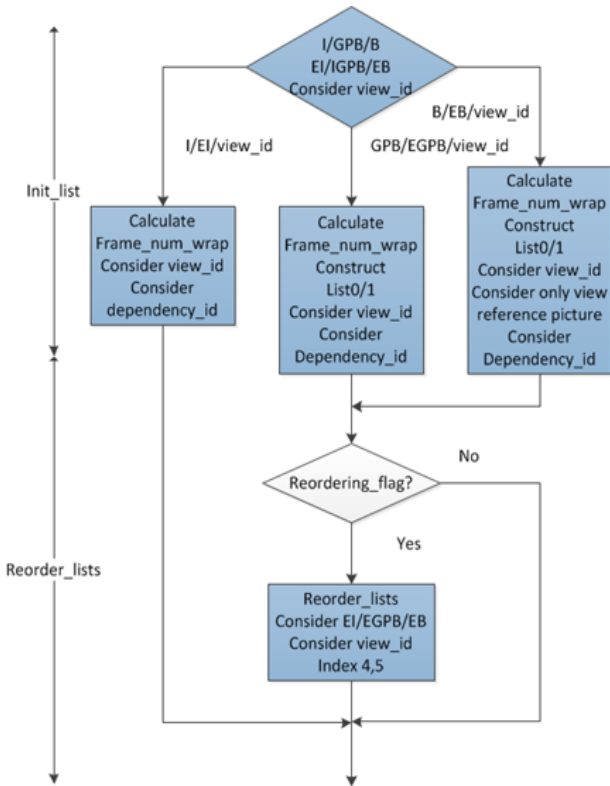 I/GPB/B
EI/IGPB/EB
Consider view_id
B/EB/view_id
I/EI/view_id
GPB/EGPB/view_id
Init_list
Calculate
Frame_num_wrap
Consider view_id
Consider
dependency_id
Calculate
Frame_num_wrap
Construct
List0/1
Consider view_id
Consider
Dependency_id
Calculate
Frame_num_wrap
Construct
List0/1
Consider view_id
Consider only view
reference picture
Consider
Dependency_id
Reordering_flag?
No
Yes
Reorder_lists
Reorder_lists
Consider EI/EGPB/EB
Consider view_id
Index 4,5